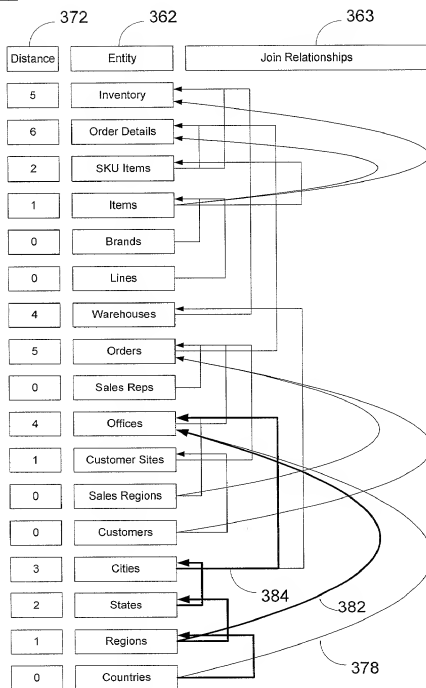 372 362 363
Distance Entity Join Relationships
5 Inventory
6 Order Details
2 SKU Items
1 Items
0 Brands
0 Lines
4 Warehouses
5 Orders
0 Sales Reps
4 Offices
1 Customer Sites
0 Sales Regions
0 Customers
3 Cities
384
2 States
382
1 Regions
378
0 Countries